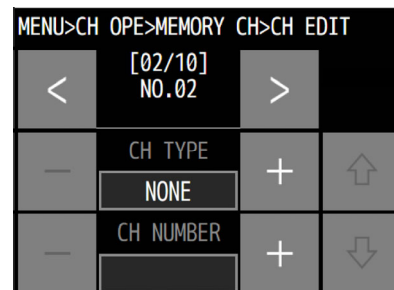 MENU>CH OPE>MEMORY CH>CH EDIT
[02/10]
< NO.02 >
CH TYPE
− NONE +
CH NUMBER
− +